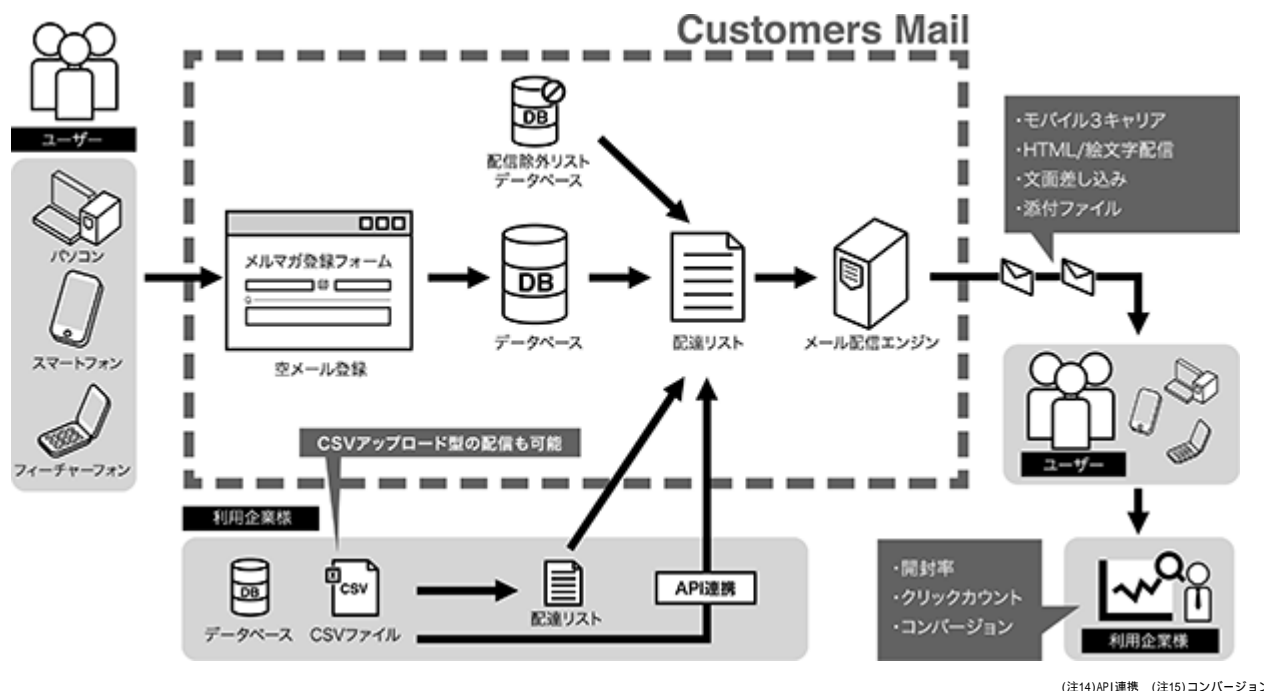 Customers Mail
ユーザー
パソコン
スマートフォン
フィーチャーフォン
メルマガ登録フォーム
@
空メール登録
DB
配信除外リスト
データベース
DB
データベース
配達リスト
メール配信エンジン
・モバイル3キャリア
・HTML/絵文字配信
・文面差し込み
・添付ファイル
ユーザー
CSVアップロード型の配信も可能
利用企業様
DB
データベース
X
CSV
CSVファイル
配達リスト
API連携
・開封率
・クリックカウント
・コンバージョン
利用企業様
(注14)API連携 (注15)コンバージョン